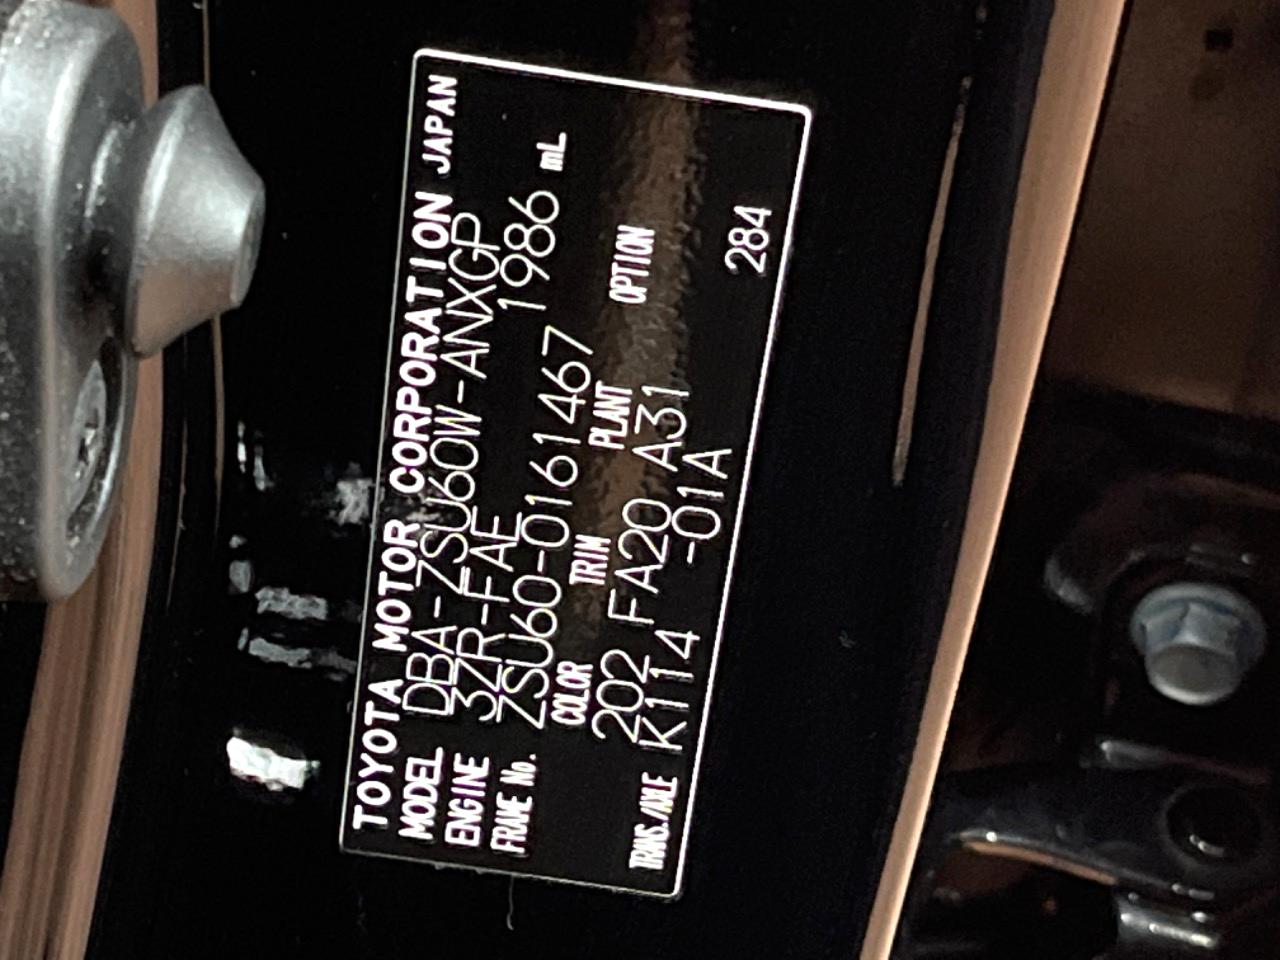 TOYOTA MOTOR CORPORATION JAPAN
MODEL DBA-ZSU60W-ANXGP
ENGINE 3ZR-FAE 1986 mL
FRAME No. ZSU60-0161467
COLOR TRIM PLANT OPTION
202 FA20 A31
TRANS./AXLE K114 -01A 284